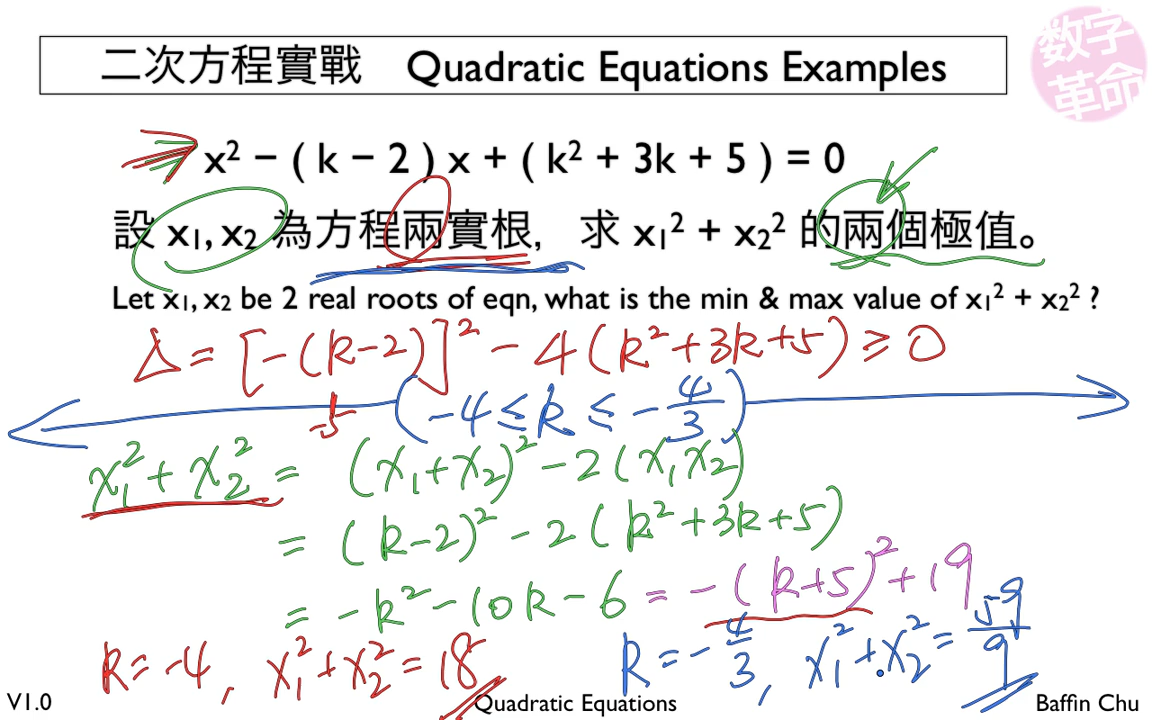 二次方程實戰 Quadratic Equations Examples
数字
革命
x² − ( k − 2 ) x + ( k² + 3k + 5 ) = 0
設 x₁, x₂ 為方程兩實根, 求 x₁² + x₂² 的兩個極值。
Let x₁, x₂ be 2 real roots of eqn, what is the min & max value of x₁² + x₂² ?
Δ = [-(k-2)]² - 4(k²+3k+5) ≥ 0
(-4 ≤ k ≤ -4/3)
-5
x₁² + x₂² = (x₁+x₂)² - 2(x₁x₂)
= (k-2)² - 2(k²+3k+5)
= -k² - 10k - 6 = -(k+5)² + 19
k = -4, x₁² + x₂² = 18
k = -4/3, x₁² + x₂² = 59/9
V1.0
Quadratic Equations
Baffin Chu